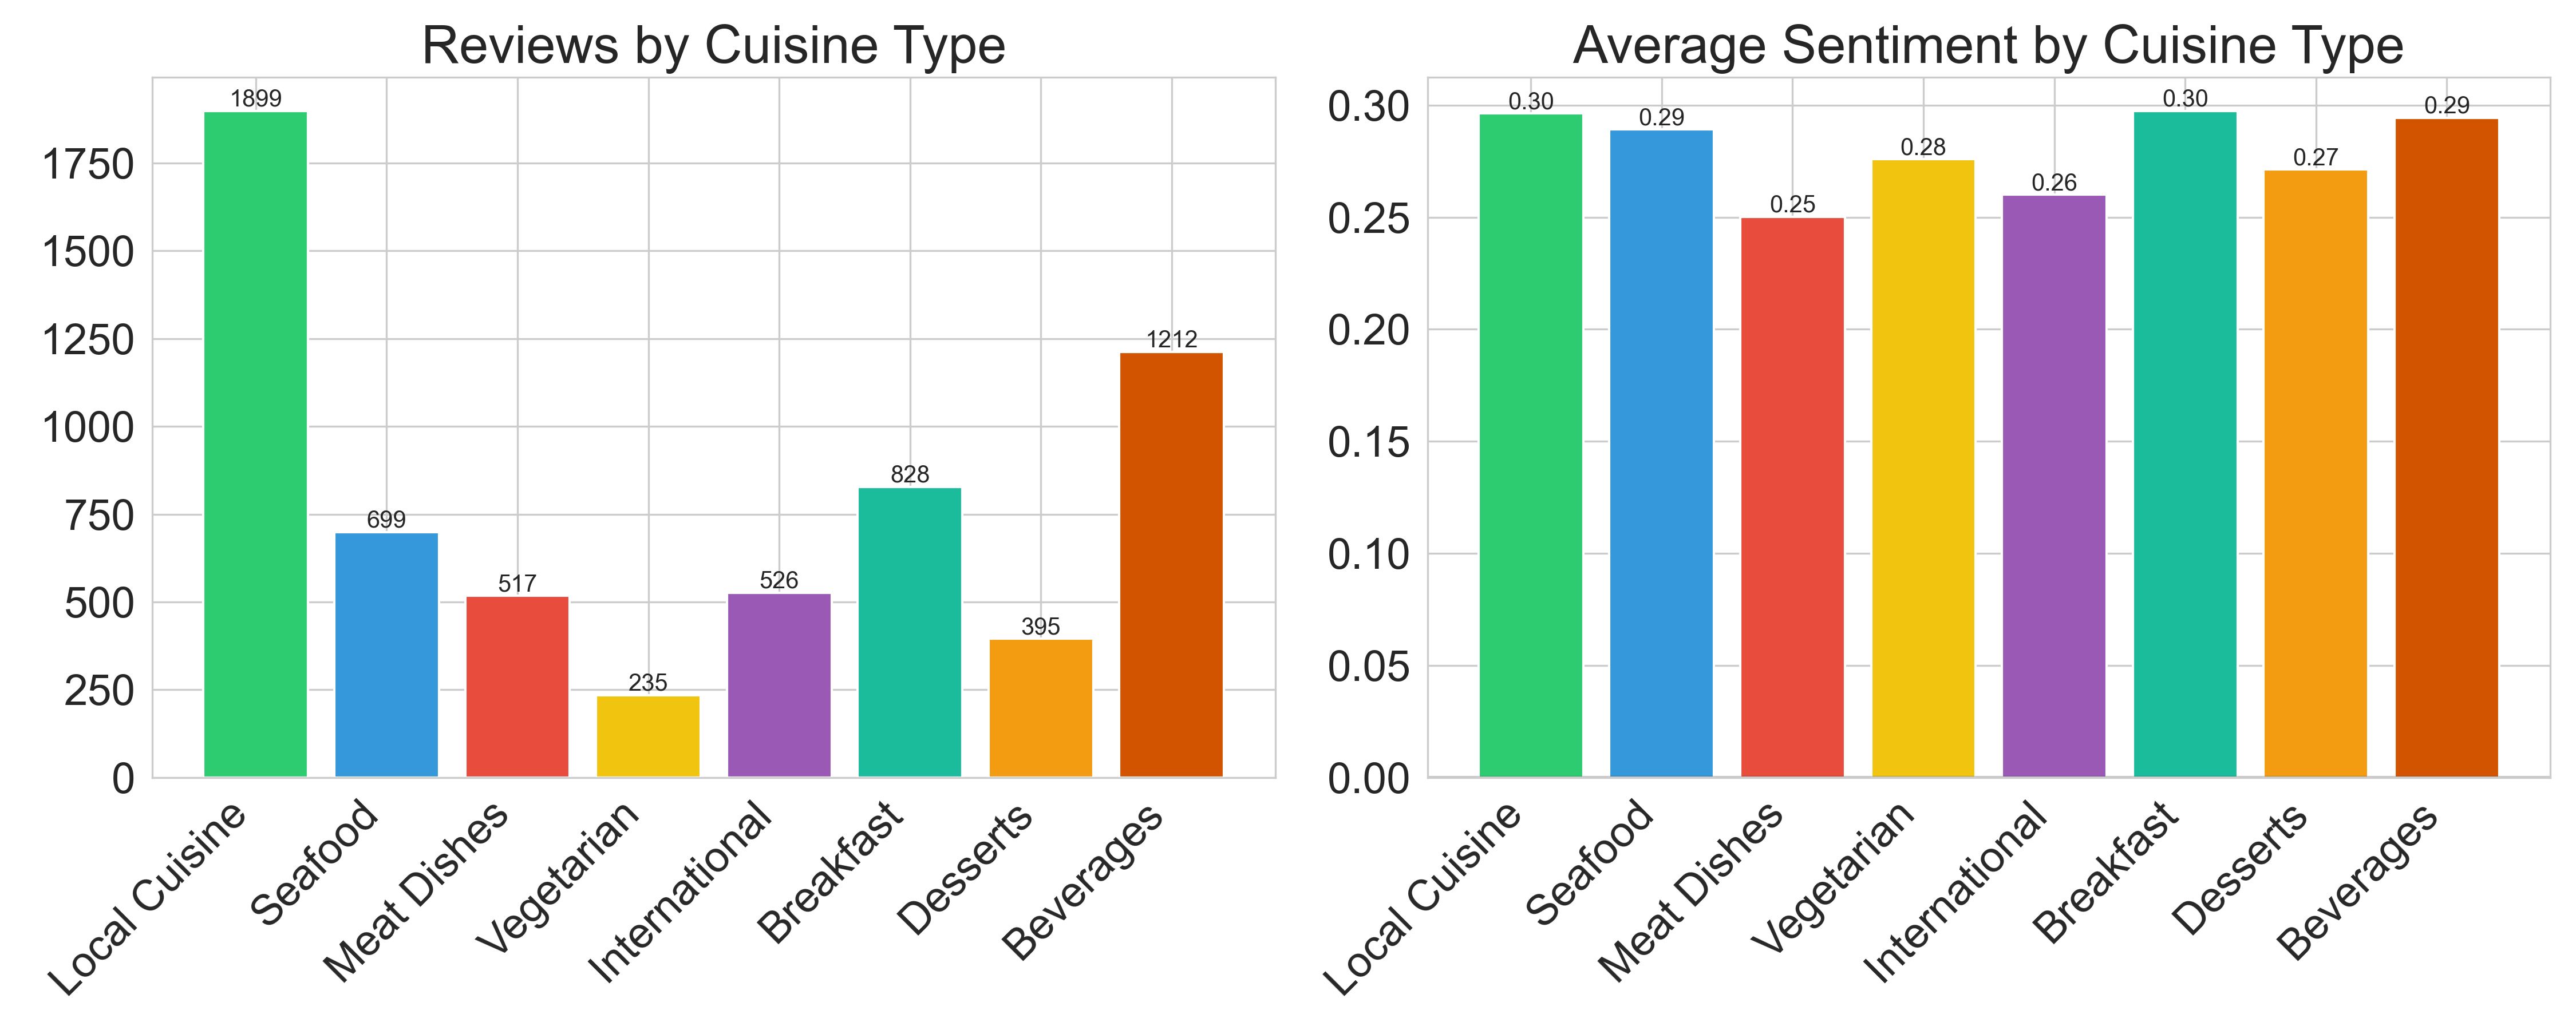 Reviews by Cuisine Type
1750
1500
1250
1000
750
500
250
0
1899
699
517
235
526
828
395
1212
Local Cuisine
Seafood
Meat Dishes
Vegetarian
International
Breakfast
Desserts
Beverages
Average Sentiment by Cuisine Type
0.30
0.25
0.20
0.15
0.10
0.05
0.00
0.30
0.29
0.25
0.28
0.26
0.30
0.27
0.29
Local Cuisine
Seafood
Meat Dishes
Vegetarian
International
Breakfast
Desserts
Beverages